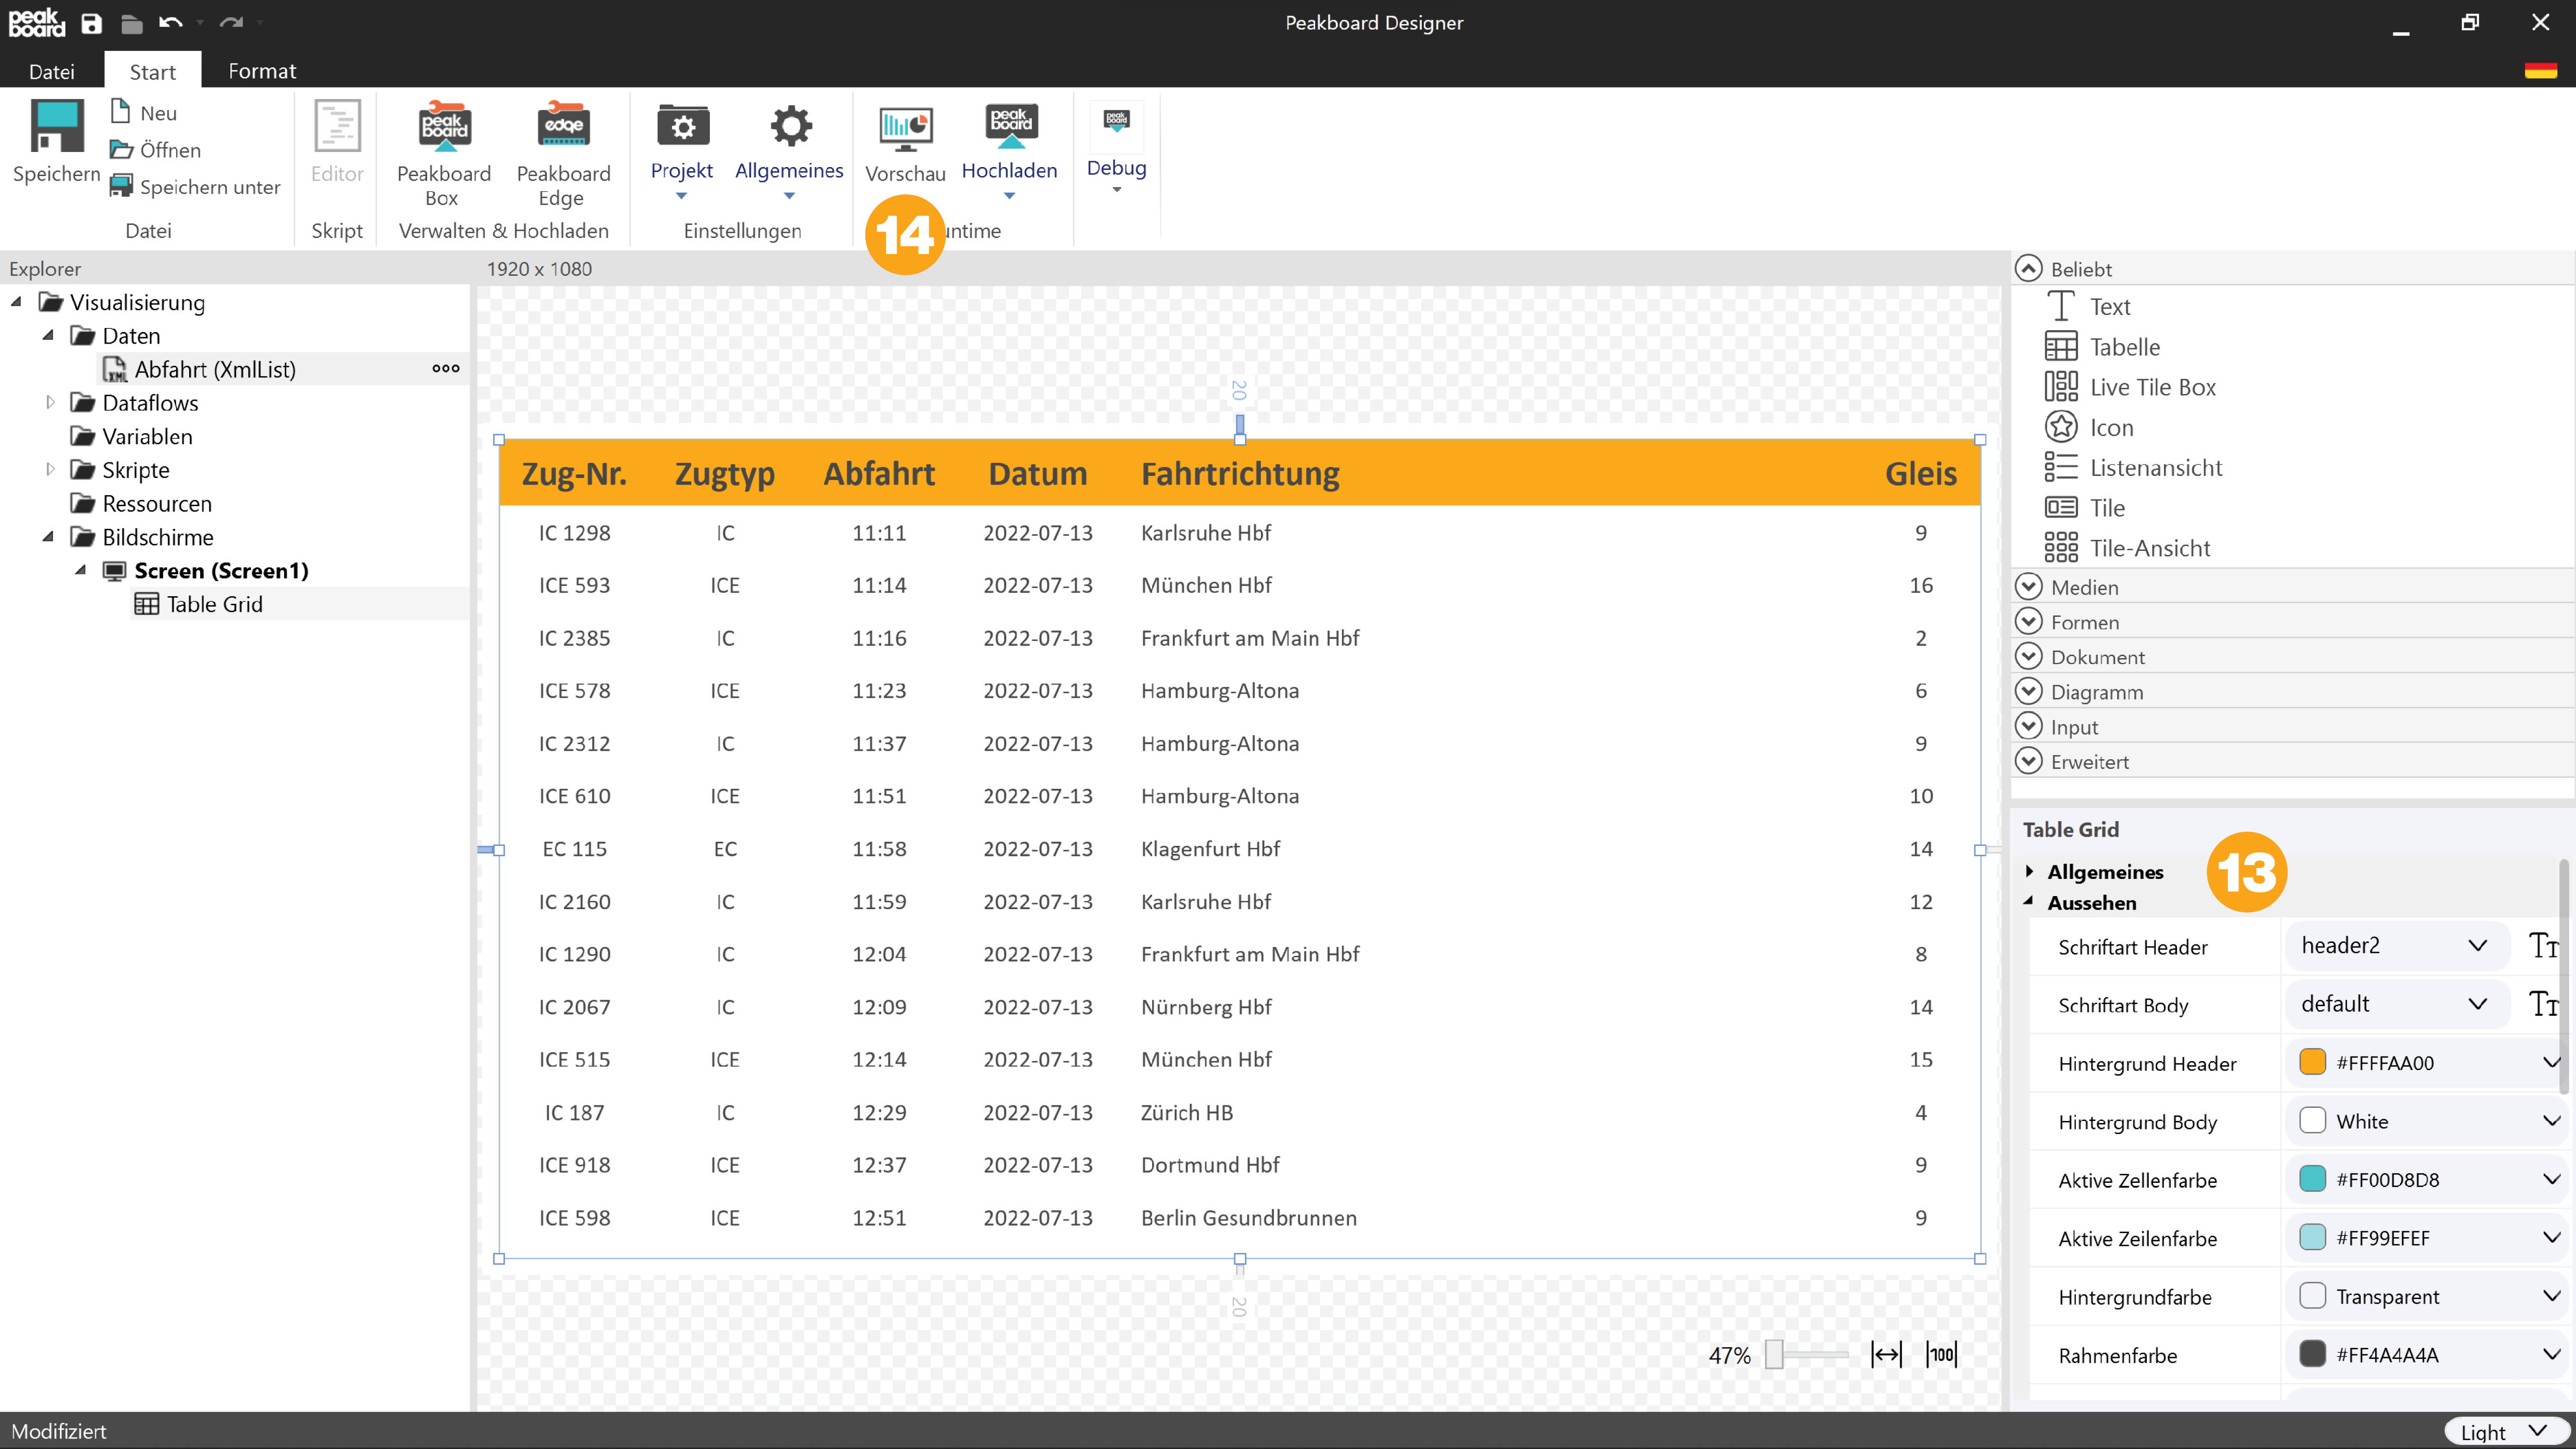 peak board
Peakboard Designer
Datei Start Format
Speichern
Neu
Öffnen
Speichern unter
Datei
Editor
Skript
peak board
Peakboard Box
edge
Peakboard Edge
Verwalten & Hochladen
Projekt
Allgemeines
Einstellungen
Vorschau
peak board
Hochladen
14
untime
peak board
Debug
Explorer
Visualisierung
Daten
XML Abfahrt (XmlList)
Dataflows
Variablen
Skripte
Ressourcen
Bildschirme
Screen (Screen1)
Table Grid
1920 x 1080
20
Zug-Nr. Zugtyp Abfahrt Datum Fahrtrichtung Gleis
IC 1298 IC 11:11 2022-07-13 Karlsruhe Hbf 9
ICE 593 ICE 11:14 2022-07-13 München Hbf 16
IC 2385 IC 11:16 2022-07-13 Frankfurt am Main Hbf 2
ICE 578 ICE 11:23 2022-07-13 Hamburg-Altona 6
IC 2312 IC 11:37 2022-07-13 Hamburg-Altona 9
ICE 610 ICE 11:51 2022-07-13 Hamburg-Altona 10
EC 115 EC 11:58 2022-07-13 Klagenfurt Hbf 14
IC 2160 IC 11:59 2022-07-13 Karlsruhe Hbf 12
IC 1290 IC 12:04 2022-07-13 Frankfurt am Main Hbf 8
IC 2067 IC 12:09 2022-07-13 Nürnberg Hbf 14
ICE 515 ICE 12:14 2022-07-13 München Hbf 15
IC 187 IC 12:29 2022-07-13 Zürich HB 4
ICE 918 ICE 12:37 2022-07-13 Dortmund Hbf 9
ICE 598 ICE 12:51 2022-07-13 Berlin Gesundbrunnen 9
20
47%
100
Beliebt
Text
Tabelle
Live Tile Box
Icon
Listenansicht
Tile
Tile-Ansicht
Medien
Formen
Dokument
Diagramm
Input
Erweitert
Table Grid
Allgemeines
13
Aussehen
Schriftart Header header2 Tт
Schriftart Body default Tт
Hintergrund Header #FFFFAA00
Hintergrund Body White
Aktive Zellenfarbe #FF00D8D8
Aktive Zeilenfarbe #FF99EFEF
Hintergrundfarbe Transparent
Rahmenfarbe #FF4A4A4A
Modifiziert
Light